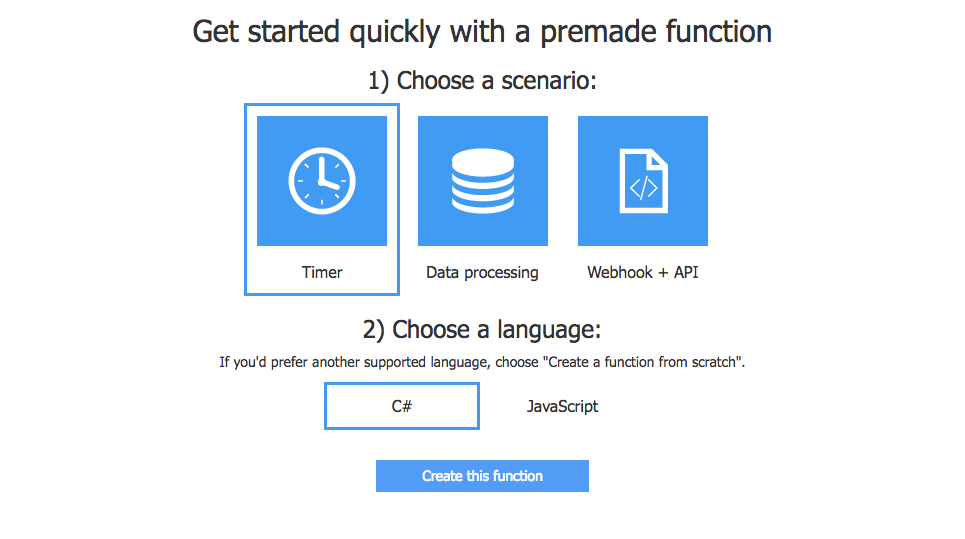 Get started quickly with a premade function
1) Choose a scenario:
Timer
Data processing
Webhook + API
2) Choose a language:
If you'd prefer another supported language, choose "Create a function from scratch".
C#
JavaScript
Create this function